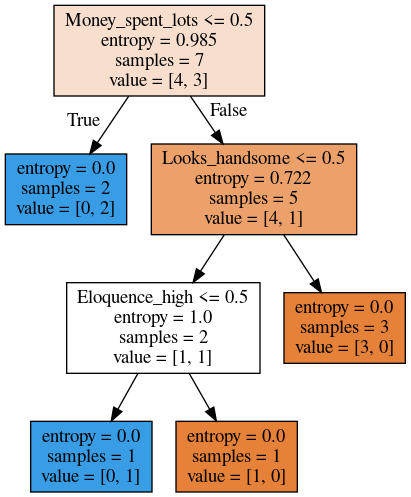 Money_spent_lots <= 0.5
entropy = 0.985
samples = 7
value = [4, 3]
True
False
entropy = 0.0
samples = 2
value = [0, 2]
Looks_handsome <= 0.5
entropy = 0.722
samples = 5
value = [4, 1]
Eloquence_high <= 0.5
entropy = 1.0
samples = 2
value = [1, 1]
entropy = 0.0
samples = 3
value = [3, 0]
entropy = 0.0
samples = 1
value = [0, 1]
entropy = 0.0
samples = 1
value = [1, 0]